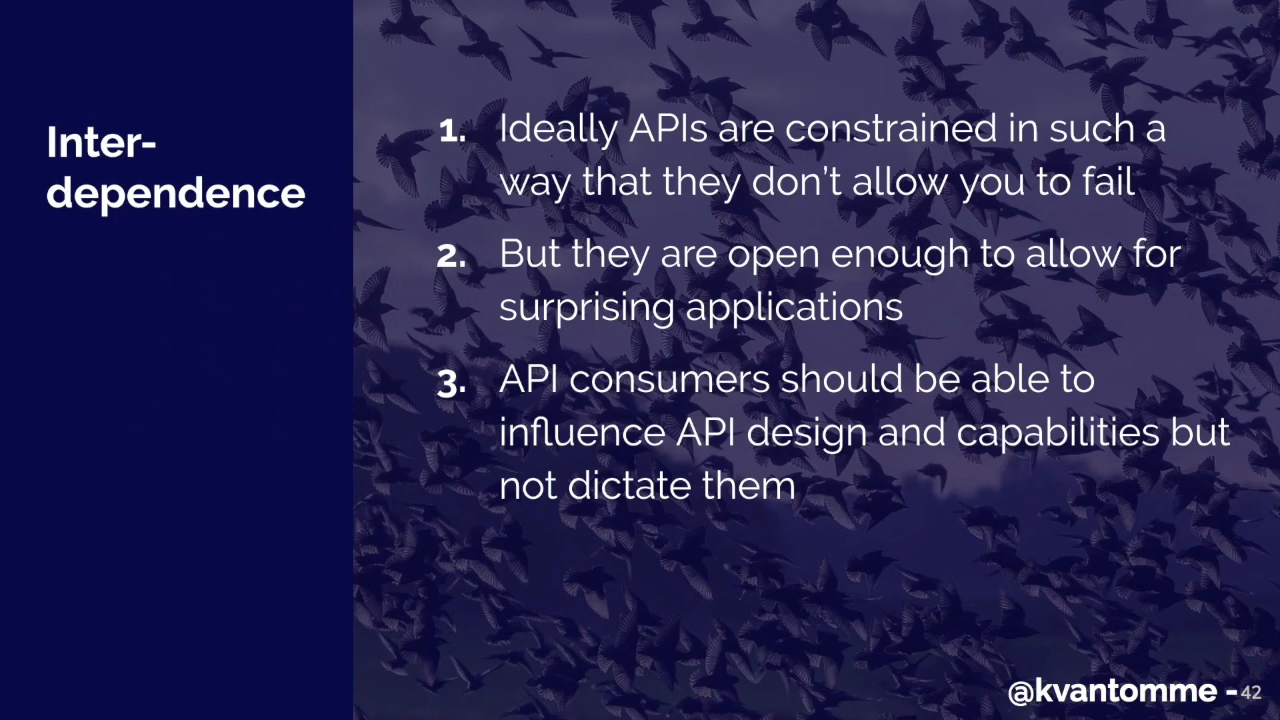 Inter-
dependence
1. Ideally APIs are constrained in such a
way that they don't allow you to fail
2. But they are open enough to allow for
surprising applications
3. API consumers should be able to
influence API design and capabilities but
not dictate them
@kvantomme - 42